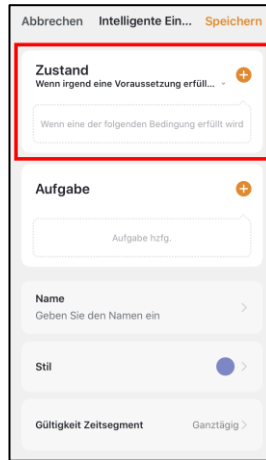 Abbrechen Intelligente Ein... Speichern
Zustand
Wenn irgend eine Voraussetzung erfüll...
Wenn eine der folgenden Bedingung erfüllt wird
Aufgabe
Aufgabe hzfg.
Name
Geben Sie den Namen ein
Stil
Gültigkeit Zeitsegment Ganztägig